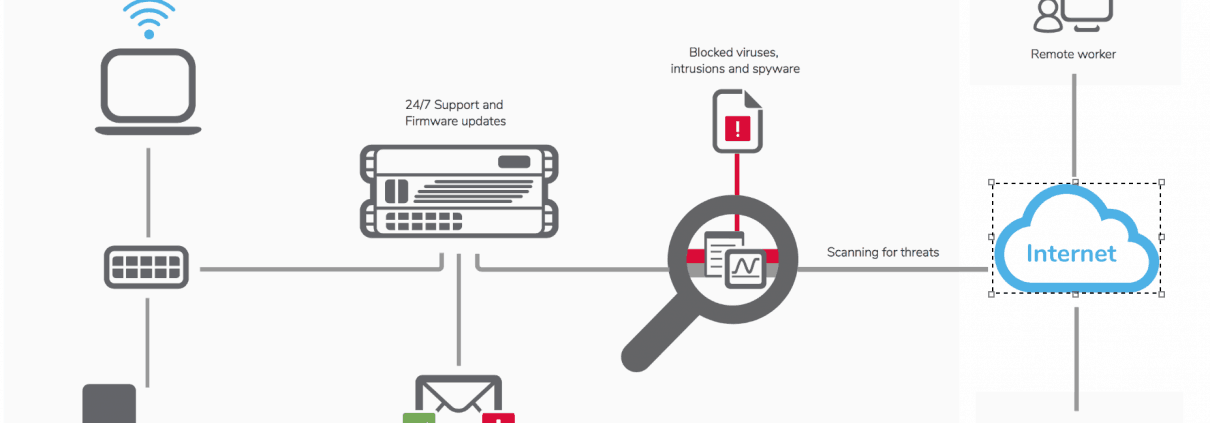 Blocked viruses,
intrusions and spyware
Remote worker
24/7 Support and
Firmware updates
!
Scanning for threats
Internet